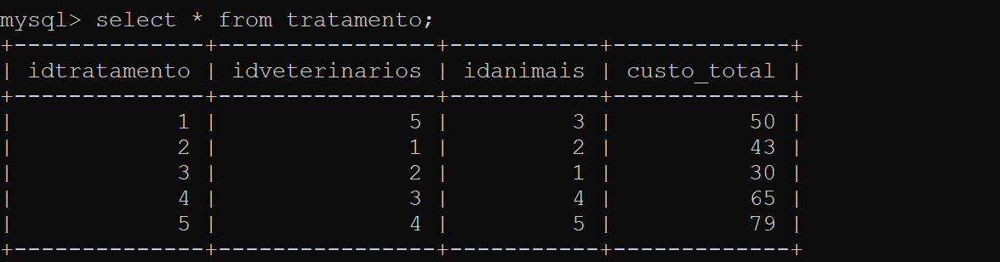 mysql> select * from tratamento;
+--------------+----------------+-----------+-------------+
| idtratamento | idveterinarios | idanimais | custo_total |
+--------------+----------------+-----------+-------------+
|            1 |              5 |         3 |          50 |
|            2 |              1 |         2 |          43 |
|            3 |              2 |         1 |          30 |
|            4 |              3 |         4 |          65 |
|            5 |              4 |         5 |          79 |
+--------------+----------------+-----------+-------------+